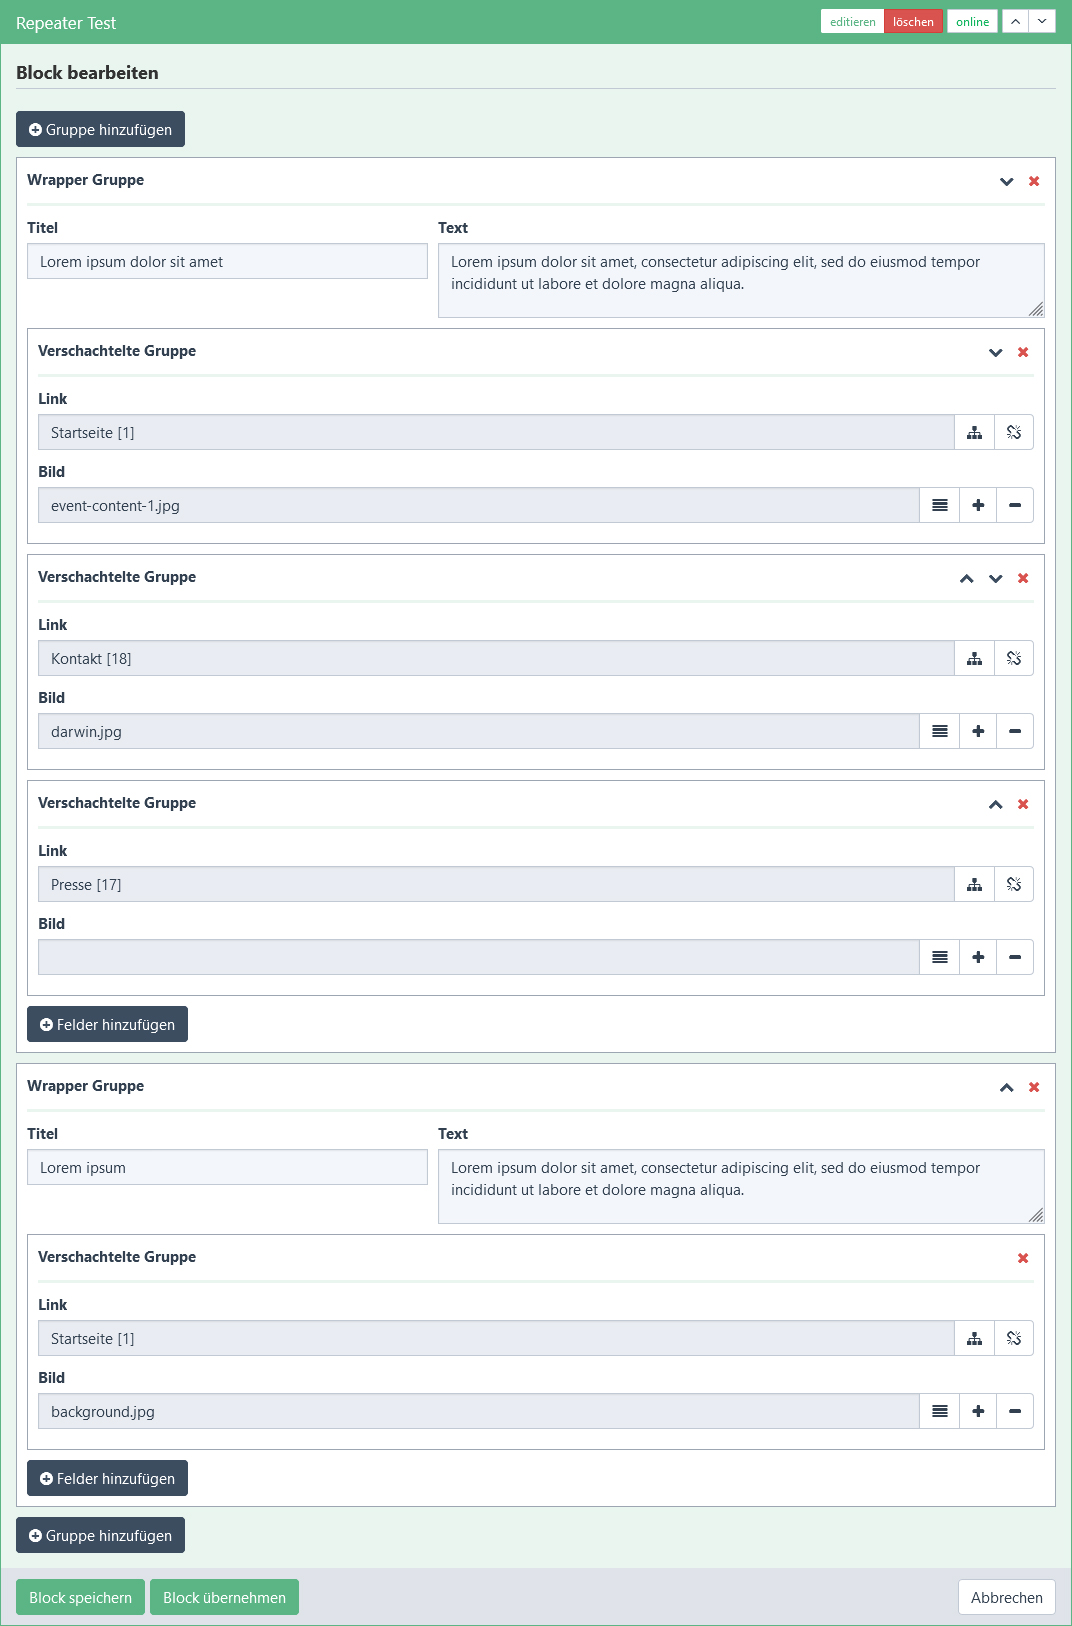 Repeater Test
editieren löschen online
Block bearbeiten
Gruppe hinzufügen
Wrapper Gruppe
Titel Text
Lorem ipsum dolor sit amet
Lorem ipsum dolor sit amet, consectetur adipiscing elit, sed do eiusmod tempor
incididunt ut labore et dolore magna aliqua.
Verschachtelte Gruppe
Link
Startseite [1]
Bild
event-content-1.jpg
Verschachtelte Gruppe
Link
Kontakt [18]
Bild
darwin.jpg
Verschachtelte Gruppe
Link
Presse [17]
Bild
Felder hinzufügen
Wrapper Gruppe
Titel Text
Lorem ipsum
Lorem ipsum dolor sit amet, consectetur adipiscing elit, sed do eiusmod tempor
incididunt ut labore et dolore magna aliqua.
Verschachtelte Gruppe
Link
Startseite [1]
Bild
background.jpg
Felder hinzufügen
Gruppe hinzufügen
Block speichern Block übernehmen Abbrechen